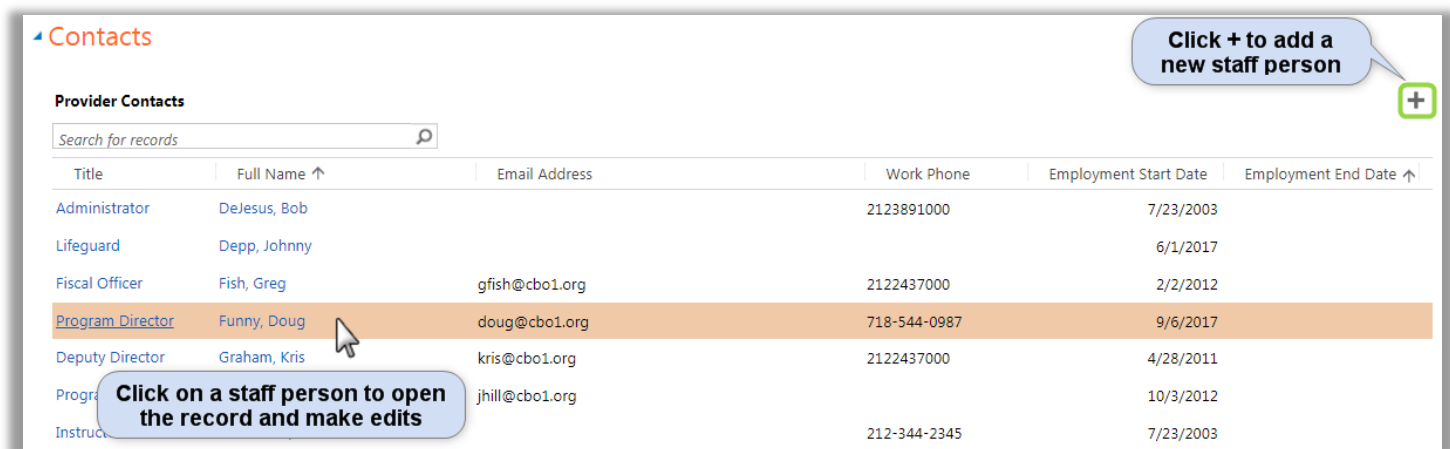 Contacts
Click + to add a
new staff person
Provider Contacts
+
Search for records
Title Full Name ↑ Email Address Work Phone Employment Start Date Employment End Date ↑
Administrator DeJesus, Bob 2123891000 7/23/2003
Lifeguard Depp, Johnny 6/1/2017
Fiscal Officer Fish, Greg gfish@cbo1.org 2122437000 2/2/2012
Program Director Funny, Doug doug@cbo1.org 718-544-0987 9/6/2017
Deputy Director Graham, Kris kris@cbo1.org 2122437000 4/28/2011
jhill@cbo1.org 10/3/2012
Click on a staff person to open
the record and make edits
212-344-2345 7/23/2003